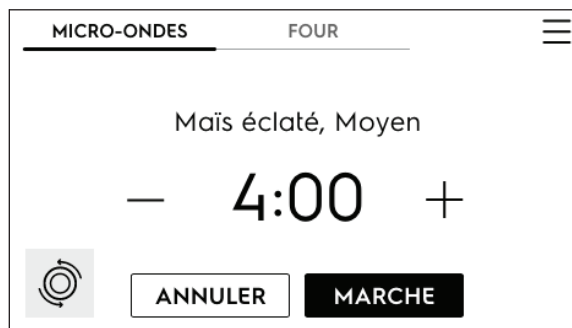 MICRO-ONDES FOUR
Maïs éclaté, Moyen
− 4:00 +
ANNULER MARCHE